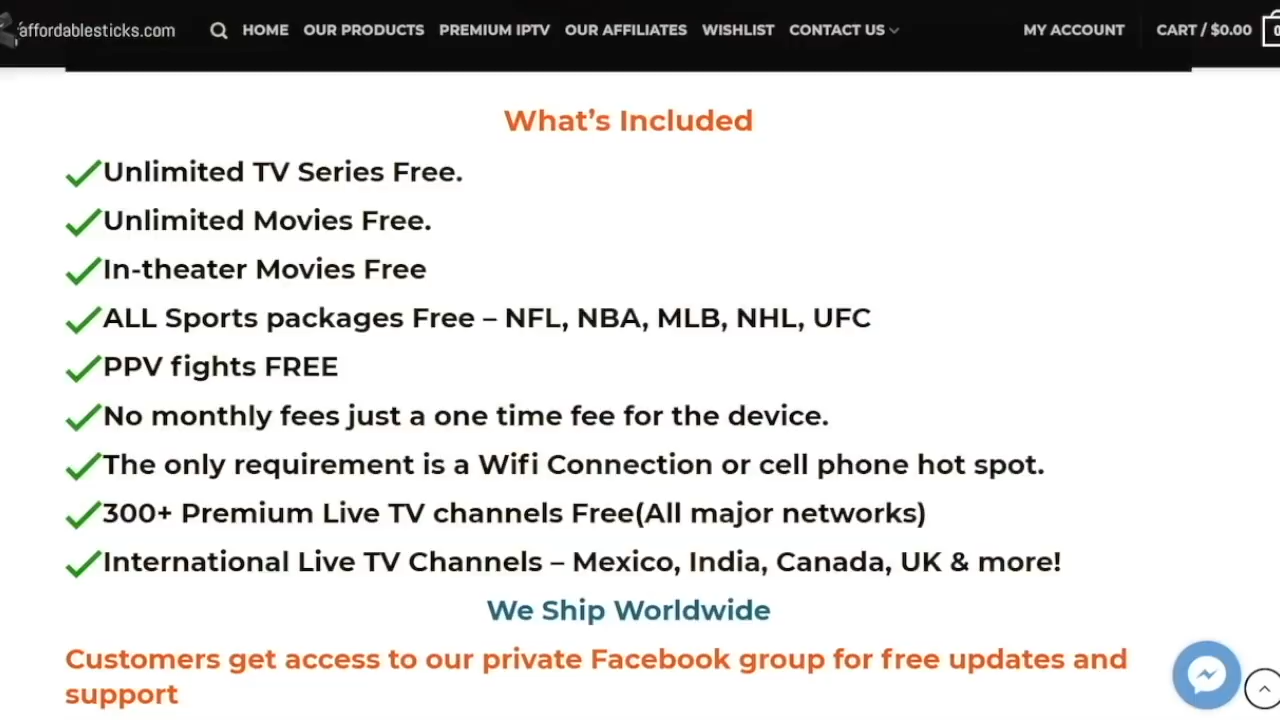 affordablesticks.com HOME OUR PRODUCTS PREMIUM IPTV OUR AFFILIATES WISHLIST CONTACT US MY ACCOUNT CART / $0.00 0
What's Included
Unlimited TV Series Free.
Unlimited Movies Free.
In-theater Movies Free
ALL Sports packages Free – NFL, NBA, MLB, NHL, UFC
PPV fights FREE
No monthly fees just a one time fee for the device.
The only requirement is a Wifi Connection or cell phone hot spot.
300+ Premium Live TV channels Free(All major networks)
International Live TV Channels – Mexico, India, Canada, UK & more!
We Ship Worldwide
Customers get access to our private Facebook group for free updates and
support